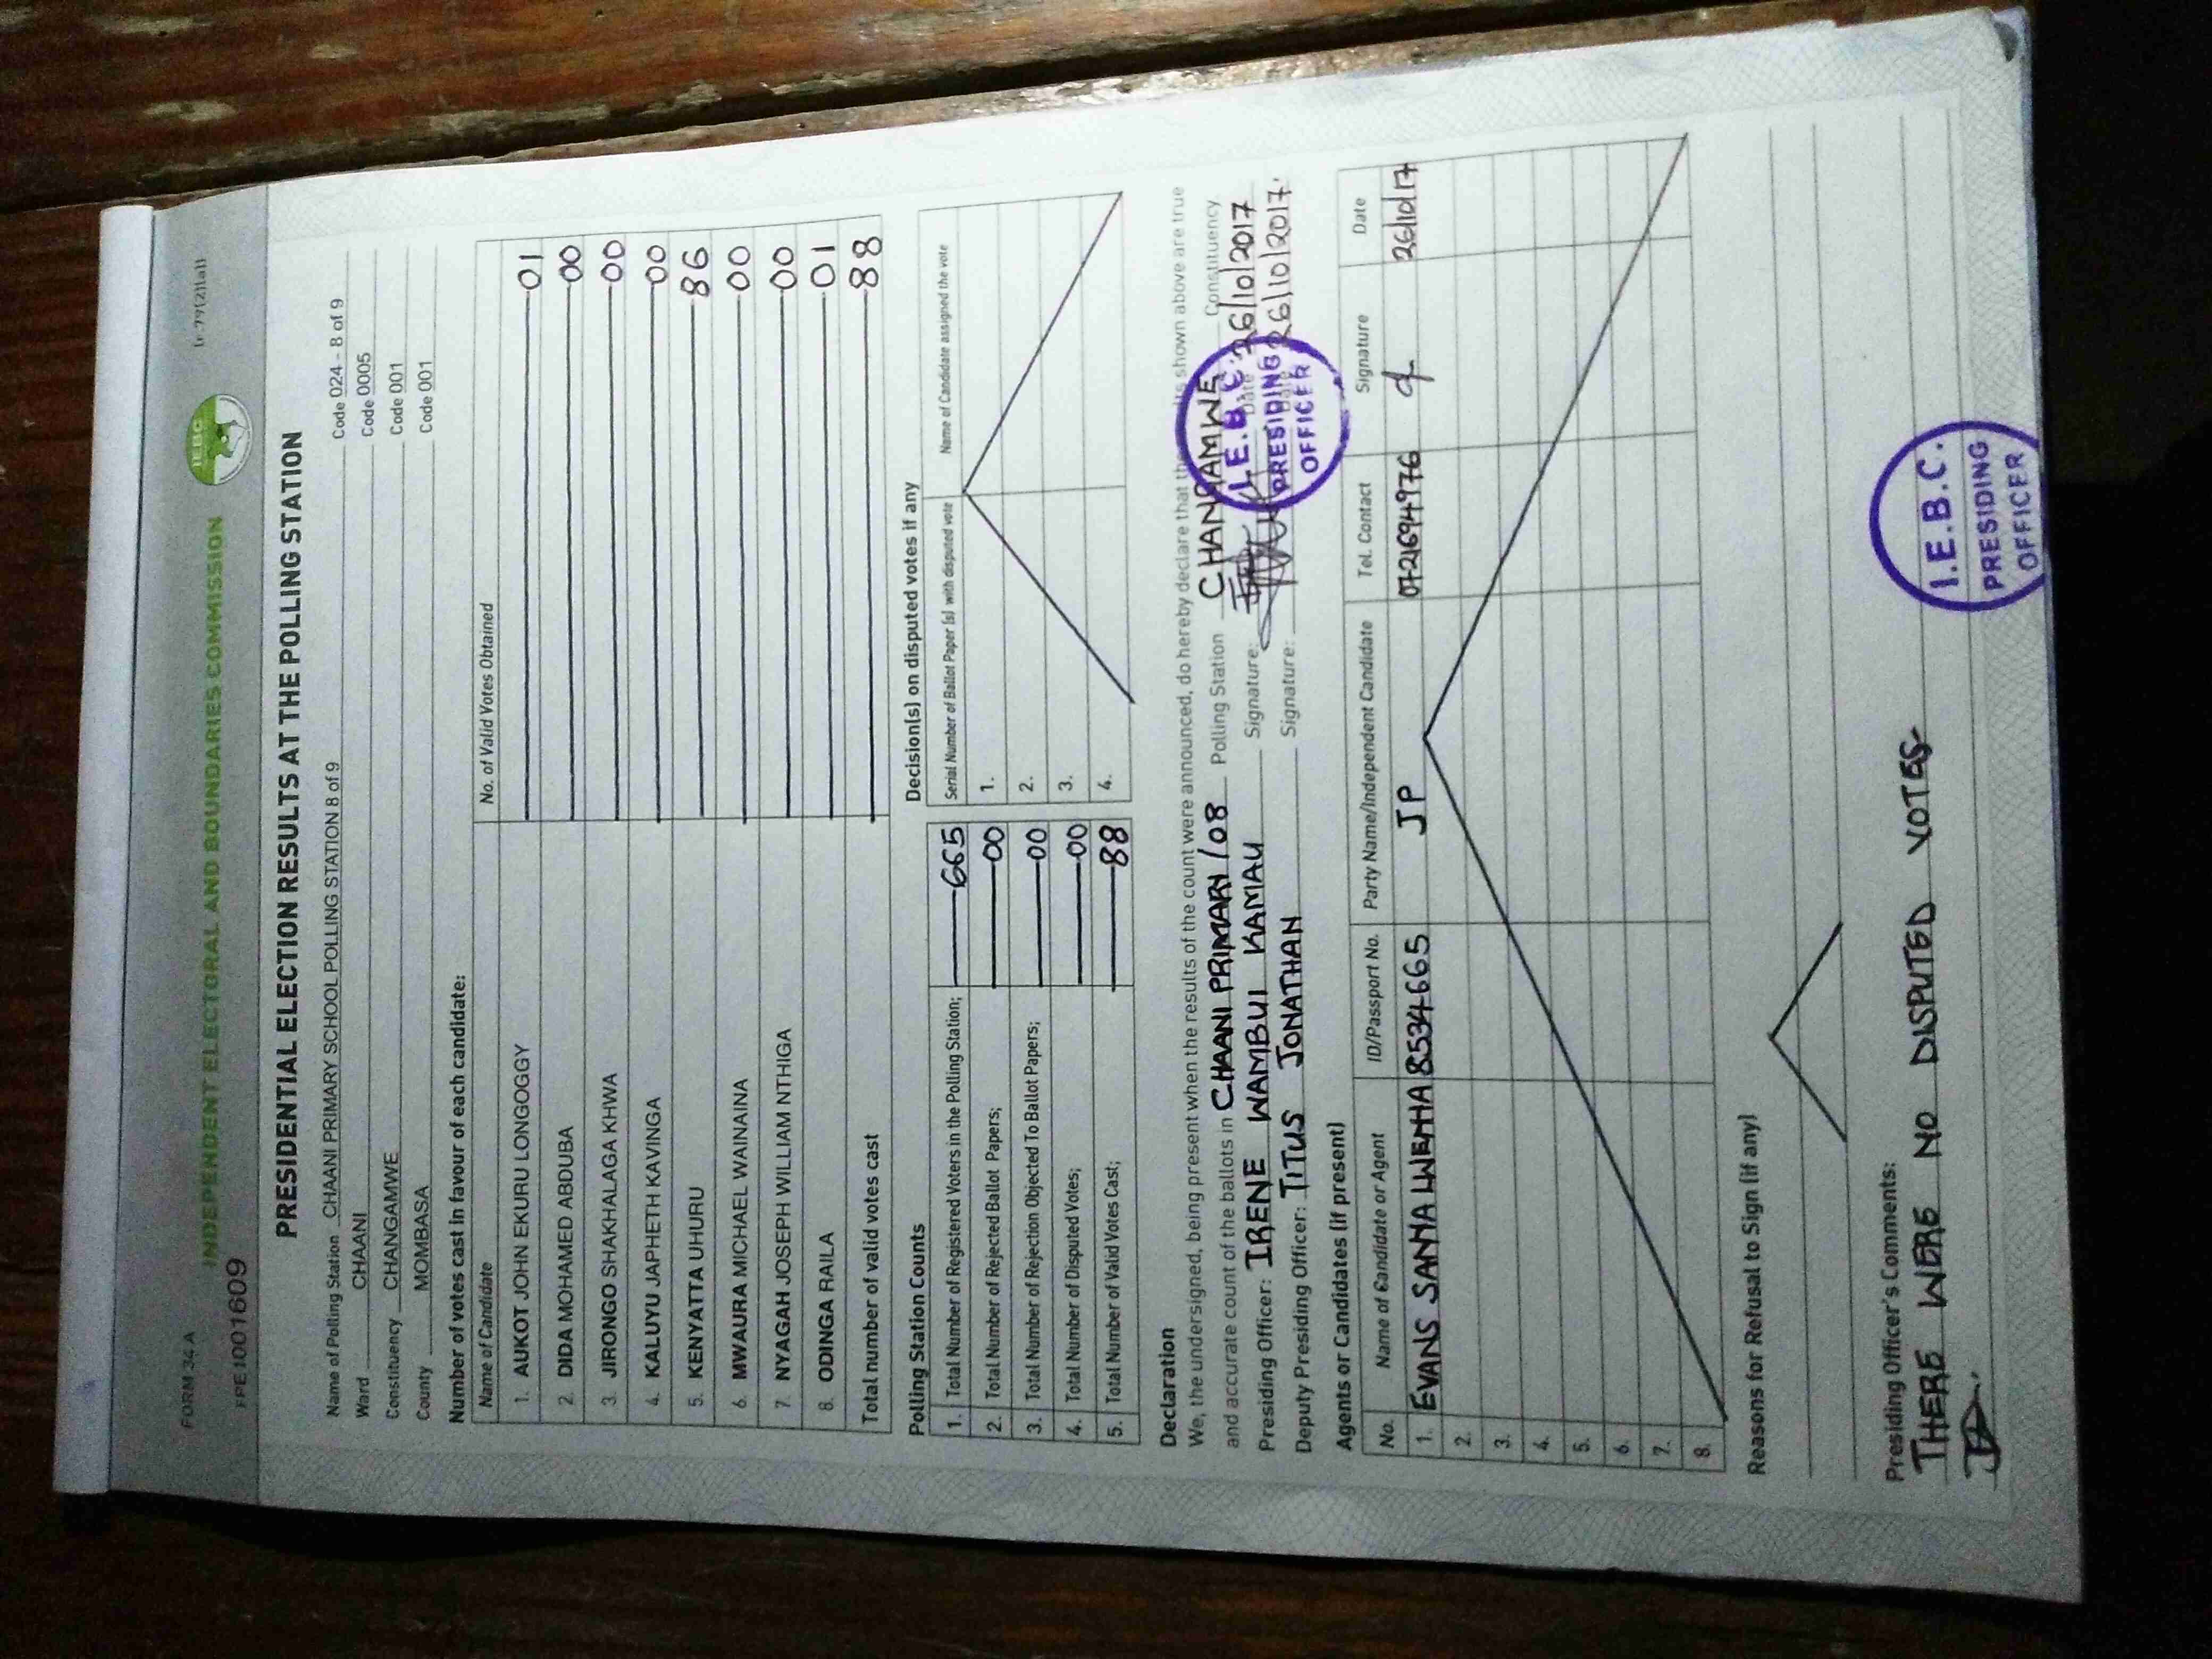 FORM 34 A
INDEPENDENT ELECTORAL AND BOUNDARIES COMMISSION
IEBC
EPE1001609
PRESIDENTIAL ELECTION RESULTS AT THE POLLING STATION
Name of Polling Station CHAANI PRIMARY SCHOOL POLLING STATION 8 of 9 Code 024 - 8 of 9
Ward CHAANI Code 0005
Constituency CHANGAMWE Code 001
County MOMBASA Code 001
Number of votes cast in favour of each candidate:
Name of Candidate No. of Valid Votes Obtained
1. AUKOT JOHN EKURU LONGOGGY 01
2. DIDA MOHAMED ABDUBA 00
3. JIRONGO SHAKHALAGA KHWA 00
4. KALUYU JAPHETH KAVINGA 00
5. KENYATTA UHURU 86
6. MWAURA MICHAEL WAINAINA 00
7. NYAGAH JOSEPH WILLIAM NTHIGA 00
8. ODINGA RAILA 01
Total number of valid votes cast 88
Polling Station Counts
1. Total Number of Registered Voters in the Polling Station; 665
2. Total Number of Rejected Ballot Papers; 00
3. Total Number of Rejection Objected To Ballot Papers; 00
4. Total Number of Disputed Votes; 00
5. Total Number of Valid Votes Cast; 88
Decision(s) on disputed votes if any
Serial Number of Ballot Paper (s) with disputed vote Name of Candidate assigned the vote
1.
2.
3.
4.
Declaration
We, the undersigned, being present when the results of the count were announced, do hereby declare that the shown above are true
and accurate count of the ballots in CHAANI PRIMARY /08 Polling Station CHANGAMWE Constituency
Presiding Officer: IRENE WAMBUI KAMAU Signature: Date 26/10/2017
Deputy Presiding Officer: TITUS JONATHAN Signature: Date 26/10/2017
I.E.B.C.
PRESIDING
OFFICER
Agents or Candidates (if present)
No. Name of Candidate or Agent ID/Passport No. Party Name/Independent Candidate Tel. Contact Signature Date
1. EVANS 8534665 JP 0721694976 26/10/17
2.
3.
4.
5.
6.
7.
8.
Reasons for Refusal to Sign (if any)
Presiding Officer's Comments:
THERE WERE NO DISPUTED VOTES
I.E.B.C.
PRESIDING
OFFICER